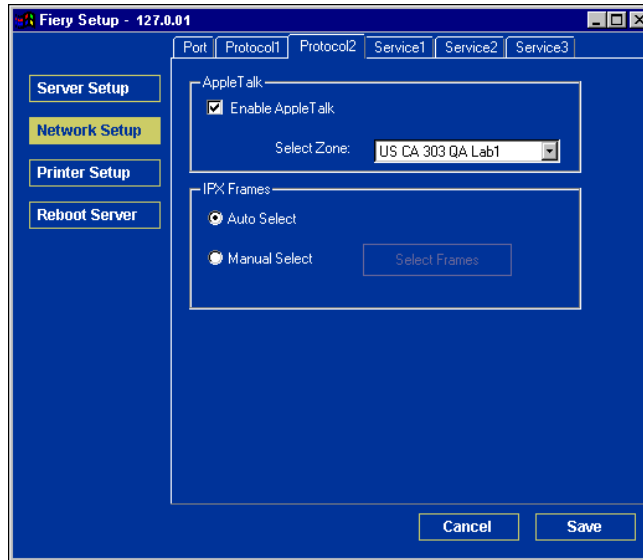 Fiery Setup - 127.0.01
Port Protocol1 Protocol2 Service1 Service2 Service3
Server Setup
Network Setup
Printer Setup
Reboot Server
AppleTalk
Enable AppleTalk
Select Zone: US CA 303 QA Lab1
IPX Frames
Auto Select
Manual Select Select Frames
Cancel Save